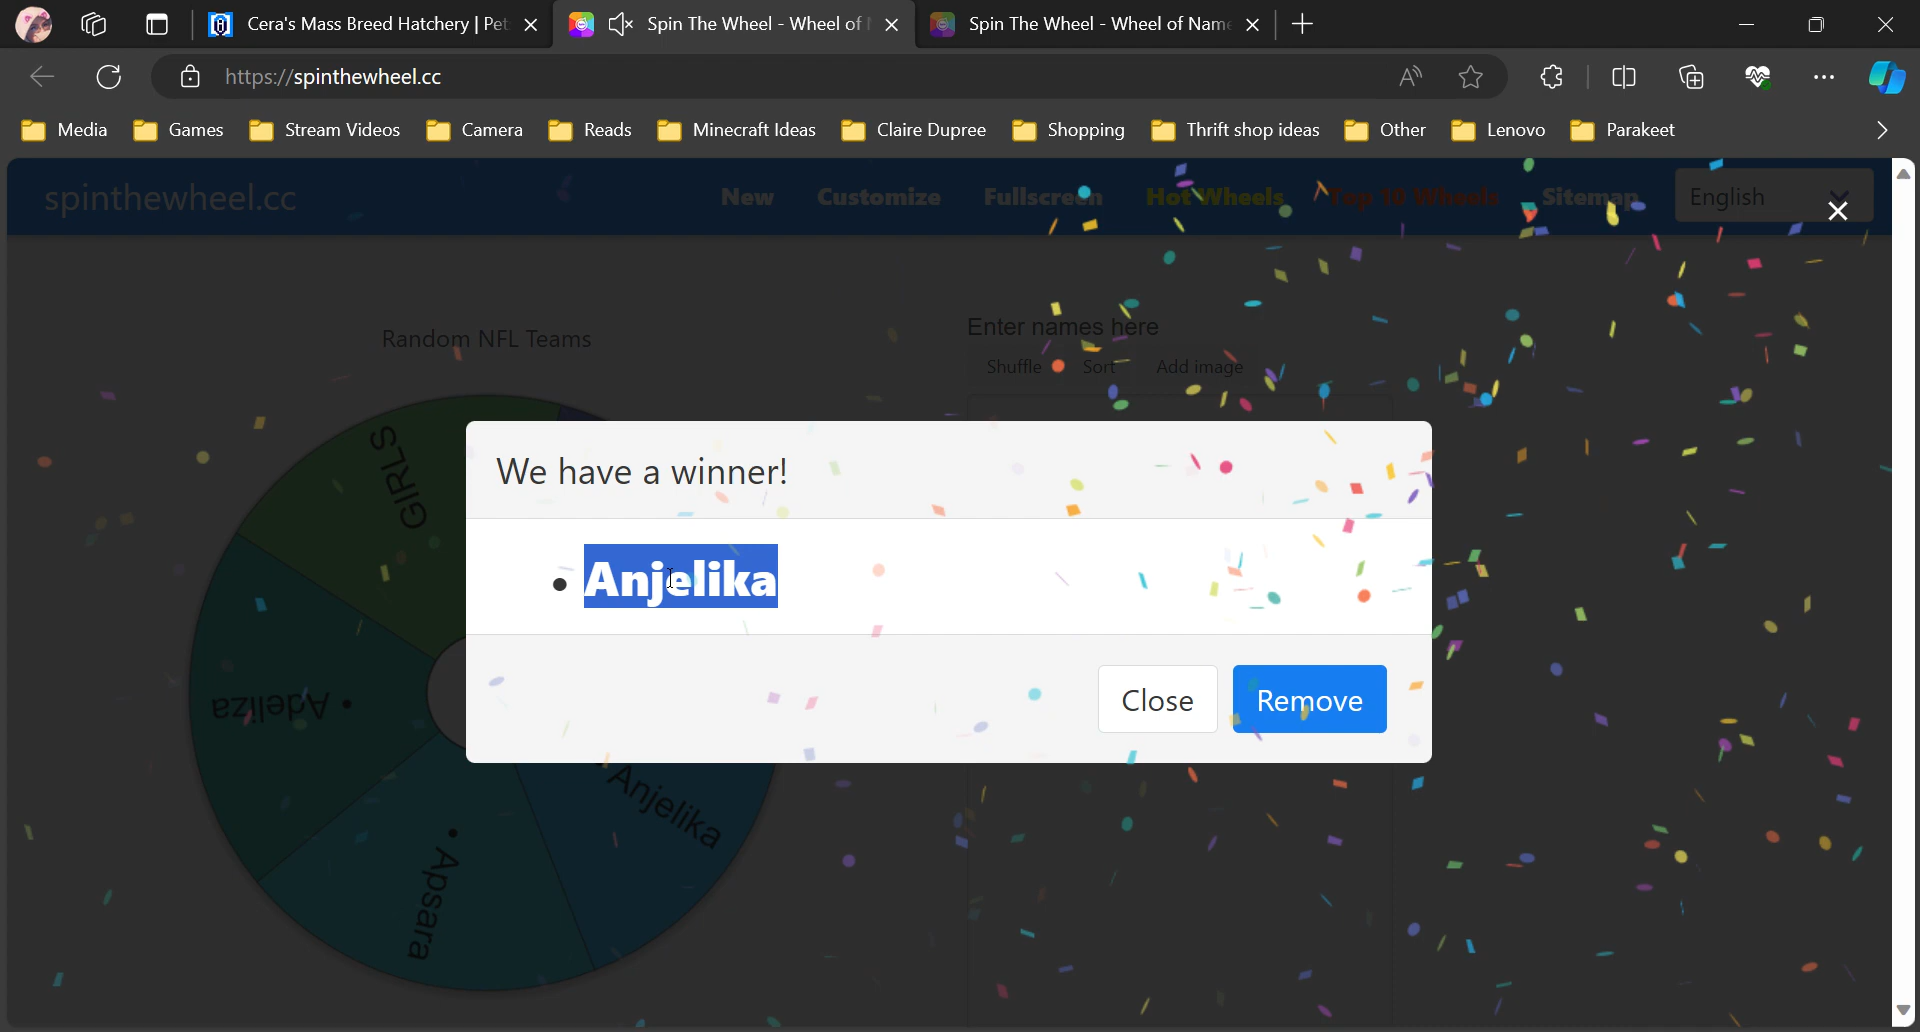 Cera's Mass Breed Hatchery | Pet
Spin The Wheel - Wheel of N
Spin The Wheel - Wheel of Name
https://spinthewheel.cc
Media
Games
Stream Videos
Camera
Reads
Minecraft Ideas
Claire Dupree
Shopping
Thrift shop ideas
Other
Lenovo
Parakeet
spinthewheel.cc
New
Customize
Fullscreen
Hot Wheels
Top 10 Wheels
Sitemap
English
Random NFL Teams
Enter names here
Shuffle
Sort
Add image
GIRLS
We have a winner!
• Anjelika
• Adeliza
Close
Remove
Anjelika
• Apsara